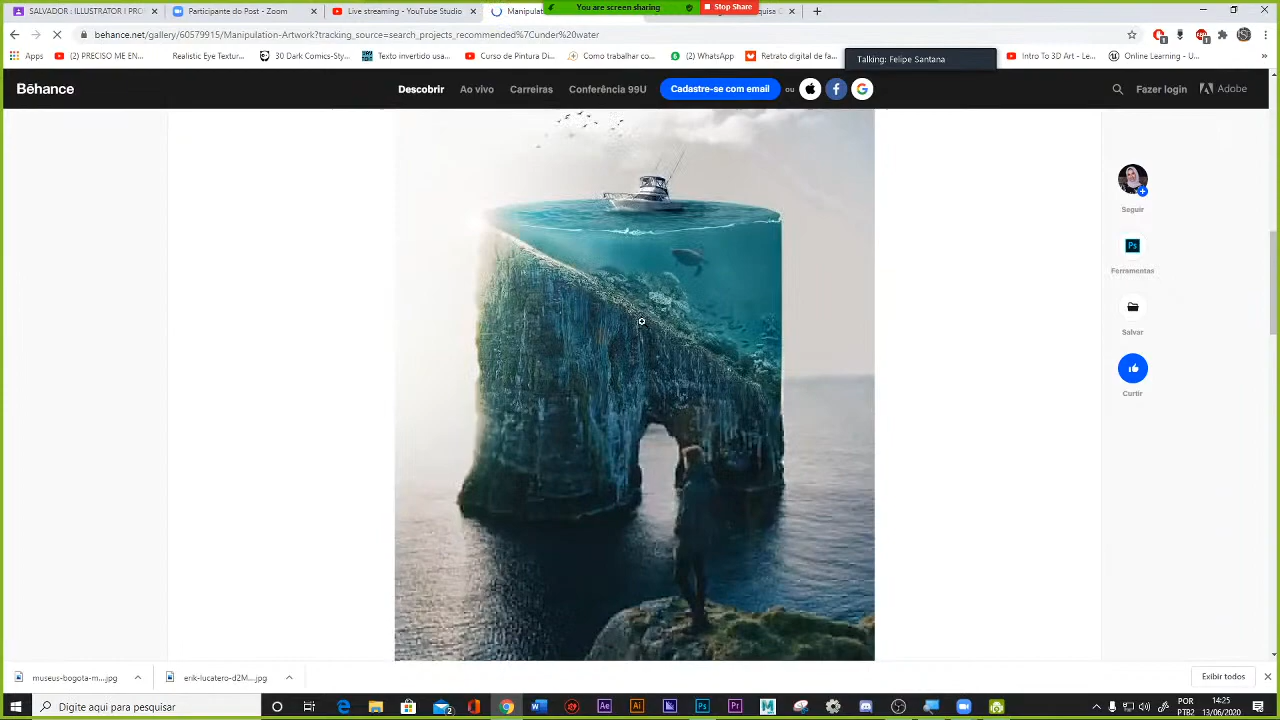 SALVADOR : ILLUSTRATOR I PRO
Participante do Post - Zoom
Live streaming - YouTube Studio
Manipulat
You are screen sharing
Stop Share
behance.net/gallery/60579915/Manipulation-Artwork?tracking_source=search_projects_recommended%7Cunder%20water
Apps
(2) PRECISO ME EN...
Realistic Eye Textur...
30 Dark Comics-Sty...
Texto invertido usa...
Curso de Pintura Di...
Como trabalhar co...
(2) WhatsApp
Retrato digital de fa...
Talking: Felipe Santana
Intro To 3D Art - Le...
Online Learning - U...
»
Bēhance
Descobrir
Ao vivo
Carreiras
Conferência 99U
Cadastre-se com email
ou
Fazer login
Adobe
Seguir
Ps
Ferramentas
Salvar
Curtir
museus-bogota-m....jpg
erik-lucatero-d2M....jpg
Exibir todos
Digite aqui para pesquisar
POR
PTB2
14:25
13/06/2020